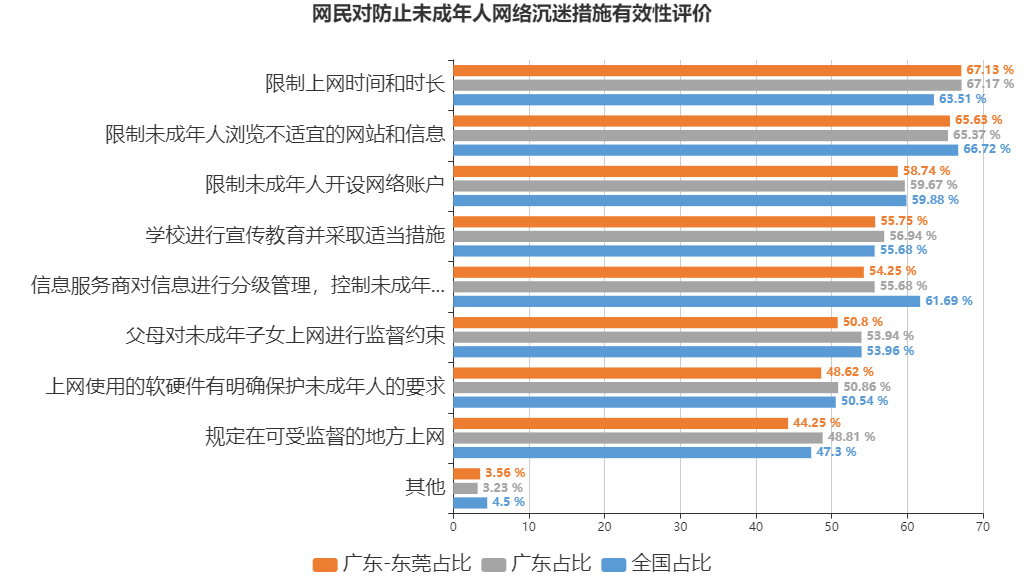 网民对防止未成年人网络沉迷措施有效性评价
限制上网时间和时长
67.13 %
67.17 %
63.51 %
限制未成年人浏览不适宜的网站和信息
65.63 %
65.37 %
66.72 %
限制未成年人开设网络账户
58.74 %
59.67 %
59.88 %
学校进行宣传教育并采取适当措施
55.75 %
56.94 %
55.68 %
信息服务商对信息进行分级管理，控制未成年...
54.25 %
55.68 %
61.69 %
父母对未成年子女上网进行监督约束
50.8 %
53.94 %
53.96 %
上网使用的软硬件有明确保护未成年人的要求
48.62 %
50.86 %
50.54 %
规定在可受监督的地方上网
44.25 %
48.81 %
47.3 %
其他
3.56 %
3.23 %
4.5 %
0 10 20 30 40 50 60 70
广东-东莞占比 广东占比 全国占比